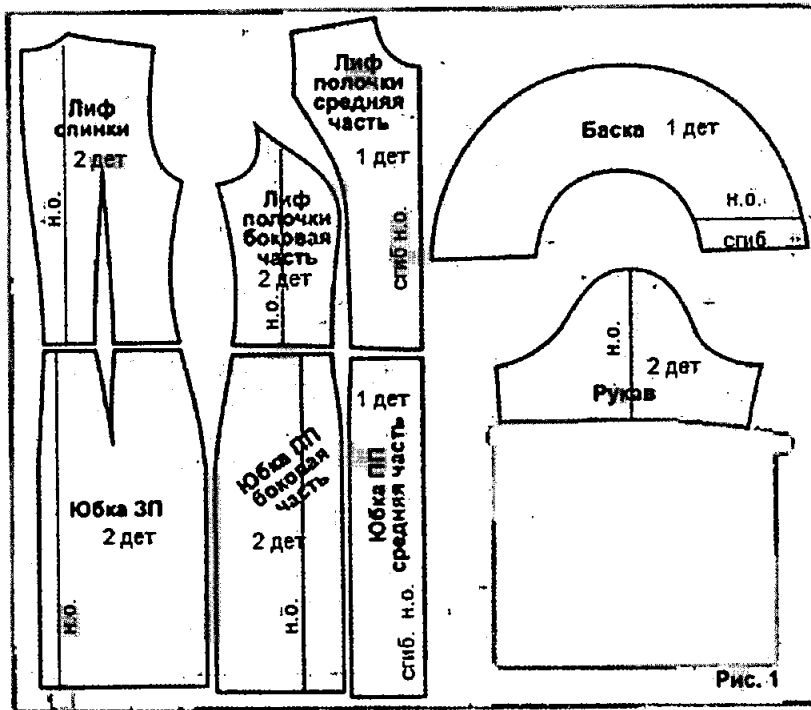 Лиф
спинки
2 дет
н.о.
Лиф
полочки
боковая
часть
2 дет
н.о.
Лиф
полочки
средняя
часть
1 дет
сгиб н.о.
Баска 1 дет
н.о.
сгиб
н.о.
2 дет
Рукав
Юбка ЗП
2 дет
н.о.
Юбка ПП
боковая
часть
2 дет
н.о.
1 дет
Юбка ПП
средняя часть
сгиб. н.о.
Рис. 1